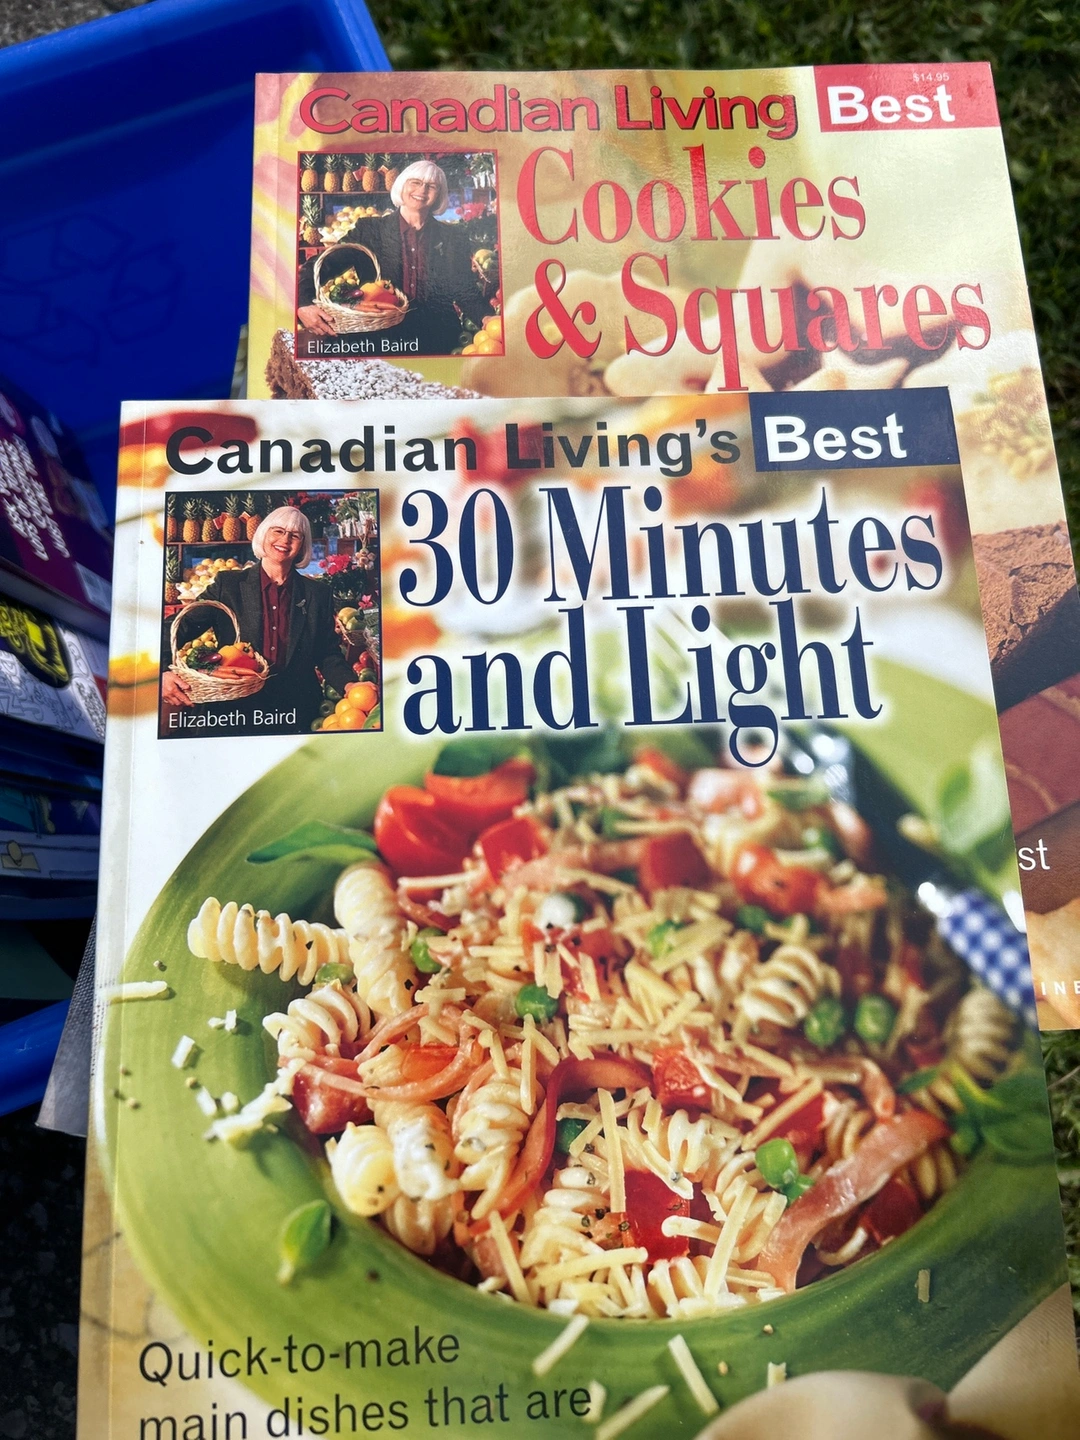 $14.95
Canadian Living Best
Cookies
& Squares
Elizabeth Baird
Canadian Living's Best
30 Minutes
and Light
Elizabeth Baird
st
INE
Quick-to-make
main dishes that are